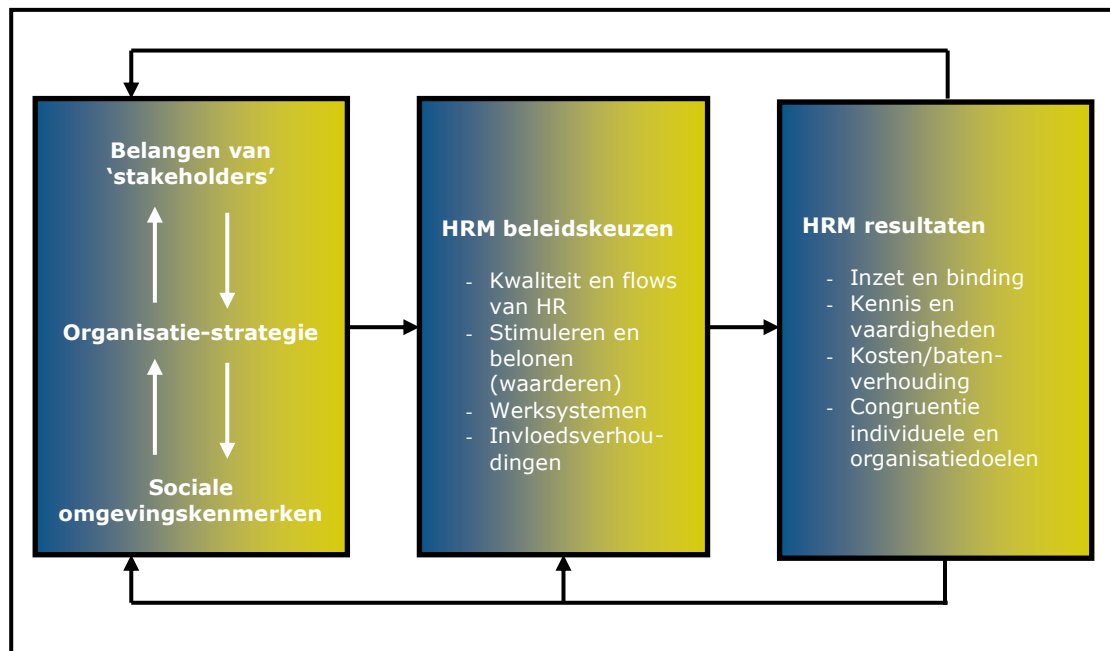 Belangen van
‘stakeholders’
Organisatie-strategie
Sociale
omgevingskenmerken
HRM beleidskeuzen
- Kwaliteit en flows
van HR
- Stimuleren en
belonen
(waarderen)
- Werksystemen
- Invloedsverhou-
dingen
HRM resultaten
- Inzet en binding
- Kennis en
vaardigheden
- Kosten/baten-
verhouding
- Congruentie
individuele en
organisatiedoelen